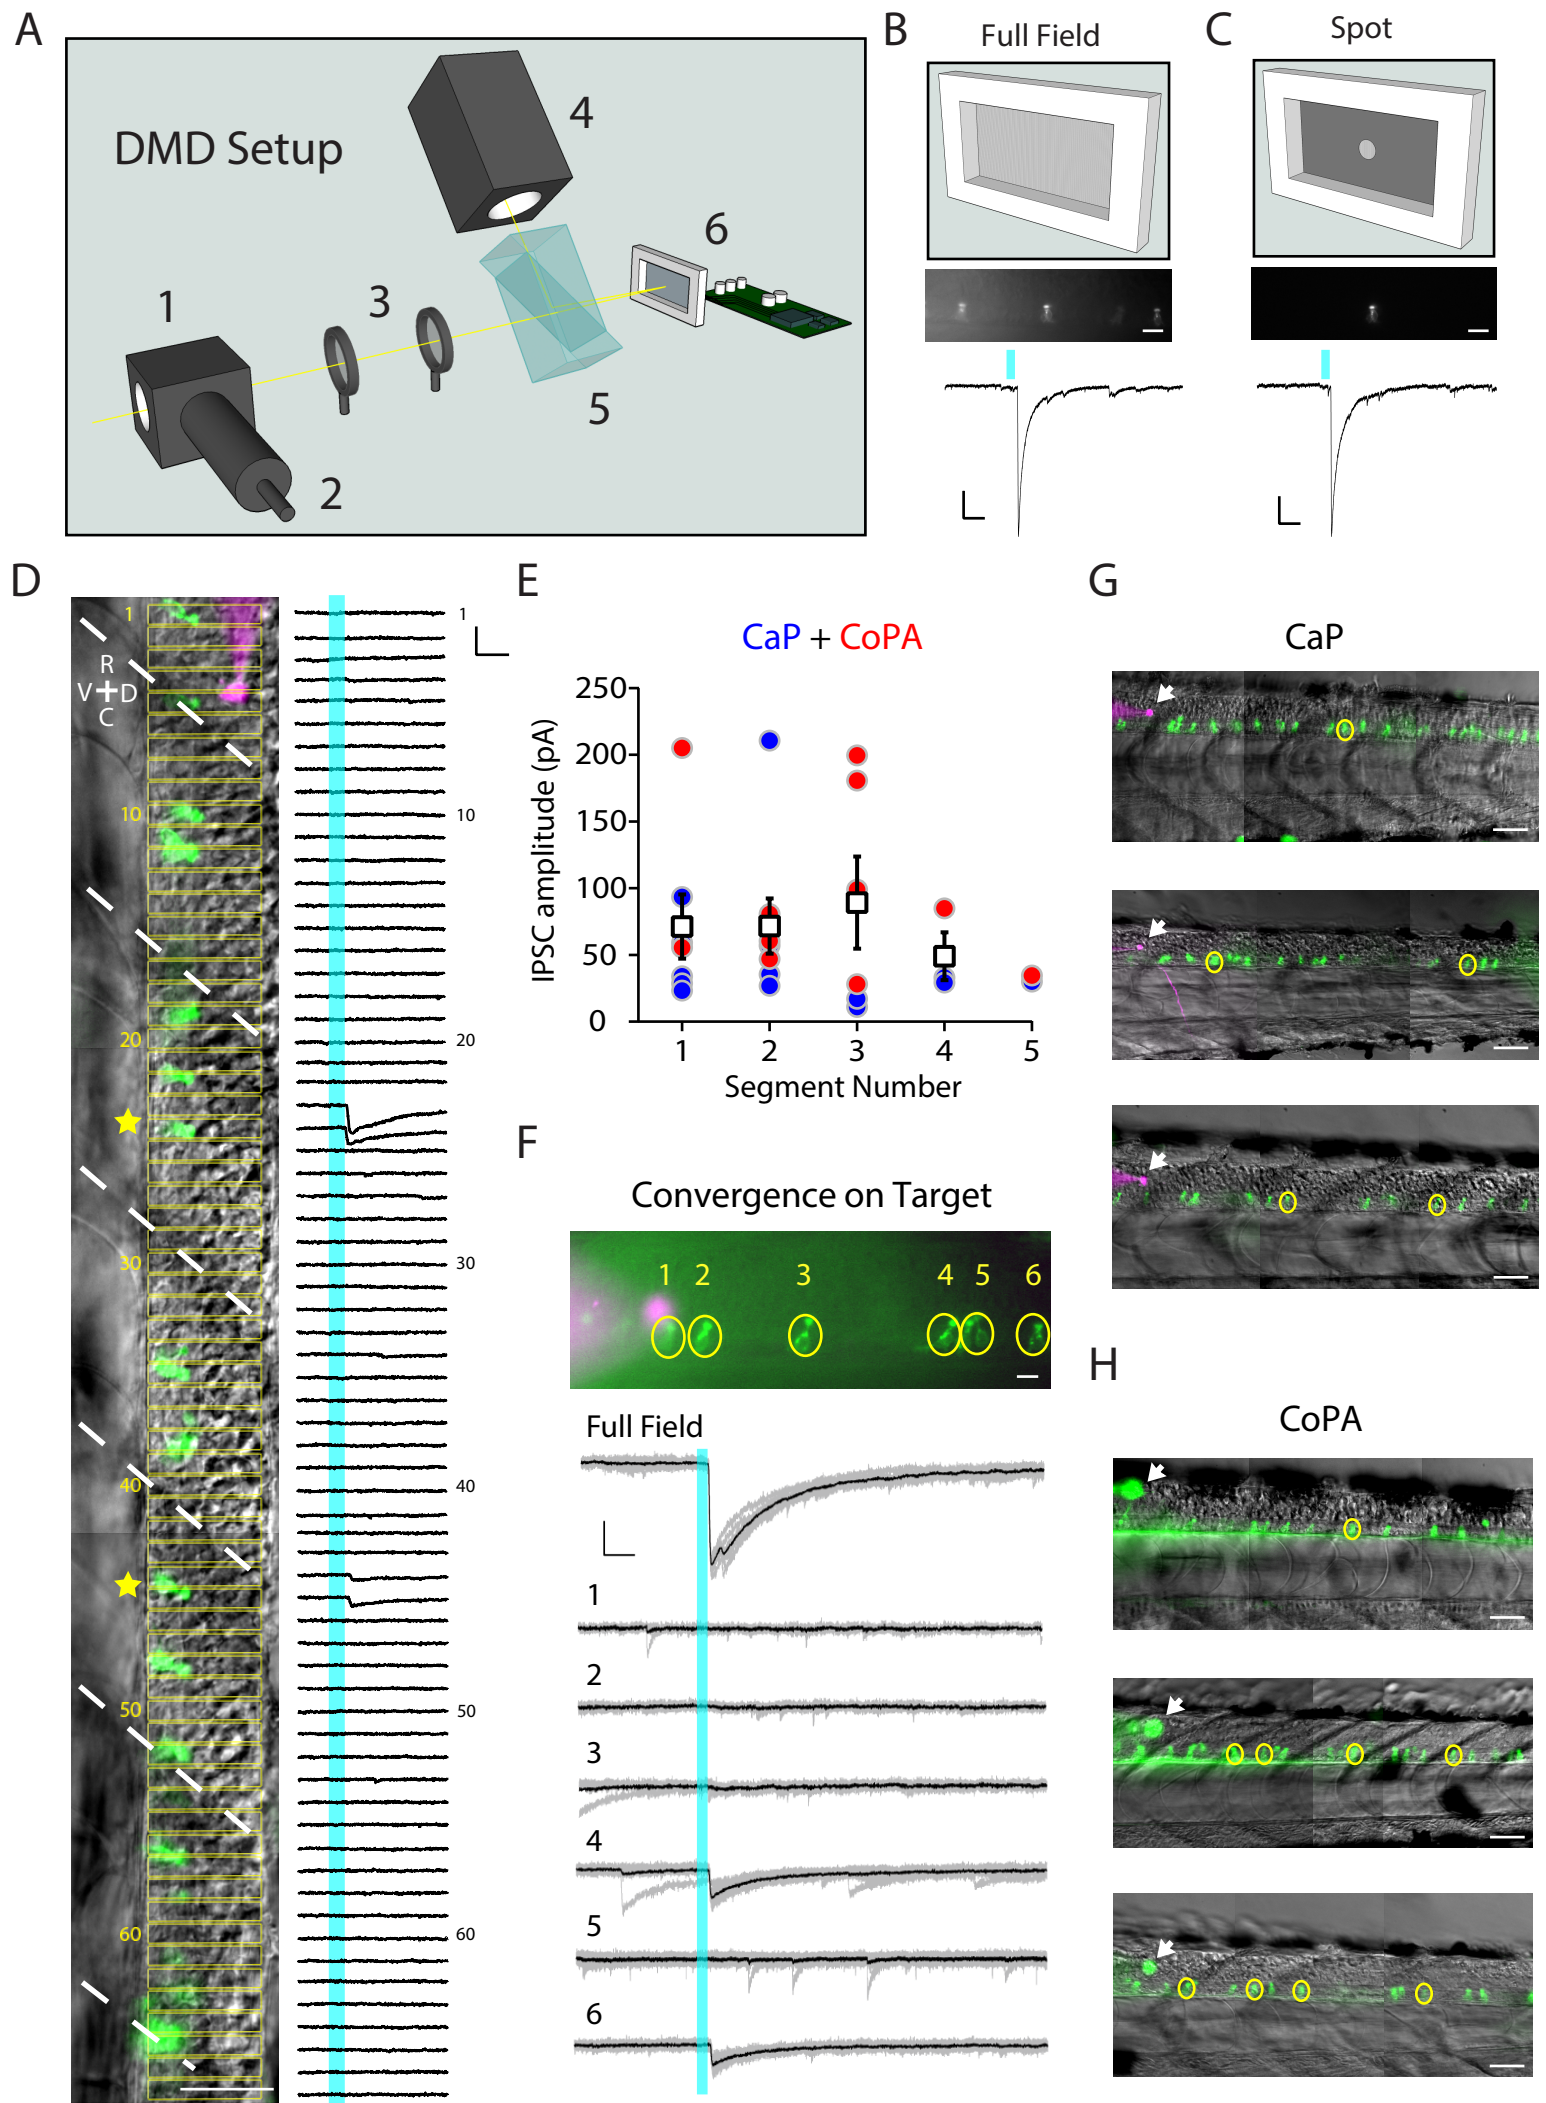 A
DMD Setup
1
2
3
4
5
6
B
Full Field
C
Spot
D
1
R
V D
C
10
20
30
40
50
60
1
10
20
30
40
50
60
E
CaP + CoPA
IPSC amplitude (pA)
250
200
150
100
50
0
1 2 3 4 5
Segment Number
F
Convergence on Target
1 2 3 4 5 6
Full Field
1
2
3
4
5
6
G
CaP
H
CoPA